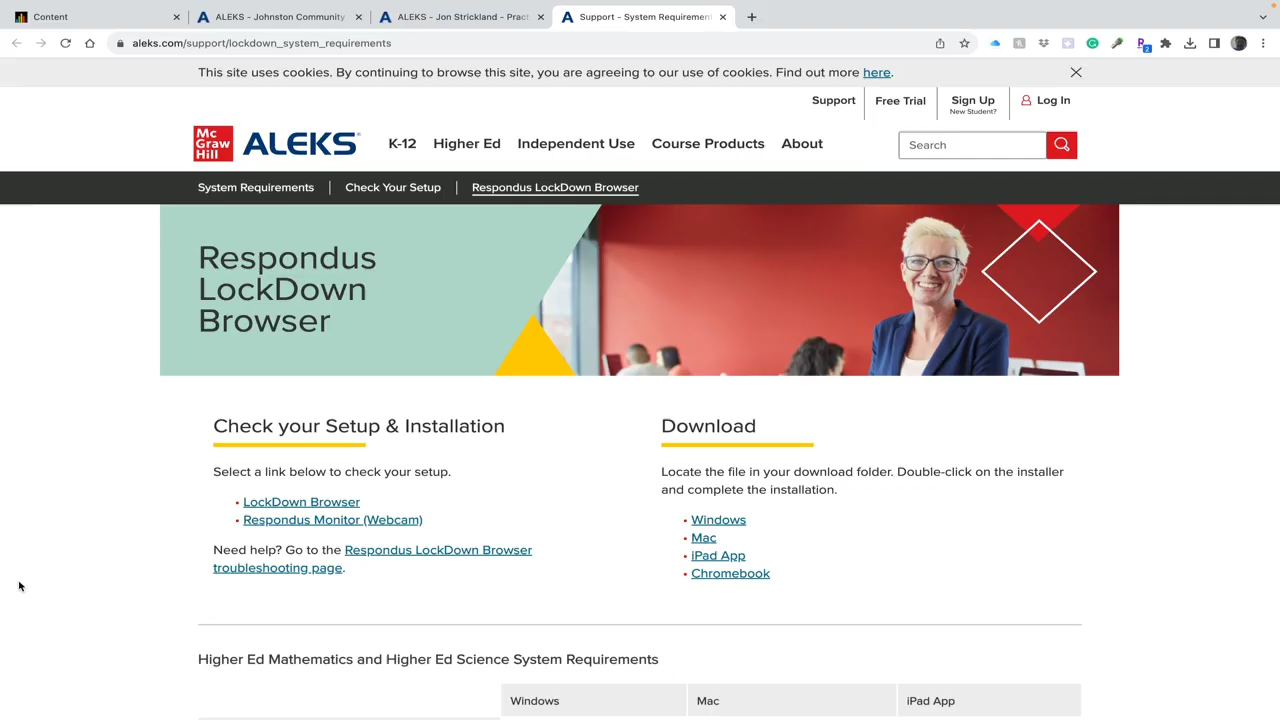 Content
ALEKS - Johnston Community
ALEKS - Jon Strickland - Pract
Support - System Requirement
aleks.com/support/lockdown_system_requirements
2
This site uses cookies. By continuing to browse this site, you are agreeing to our use of cookies. Find out more here.
Support
Free Trial
Sign Up
New Student?
Log In
Mc
Graw
Hill
ALEKS®
K-12
Higher Ed
Independent Use
Course Products
About
Search
System Requirements
Check Your Setup
Respondus LockDown Browser
Respondus
LockDown
Browser
Check your Setup & Installation
Select a link below to check your setup.
• LockDown Browser
• Respondus Monitor (Webcam)
Need help? Go to the Respondus LockDown Browser
troubleshooting page.
Download
Locate the file in your download folder. Double-click on the installer
and complete the installation.
• Windows
• Mac
• iPad App
• Chromebook
Higher Ed Mathematics and Higher Ed Science System Requirements
Windows
Mac
iPad App